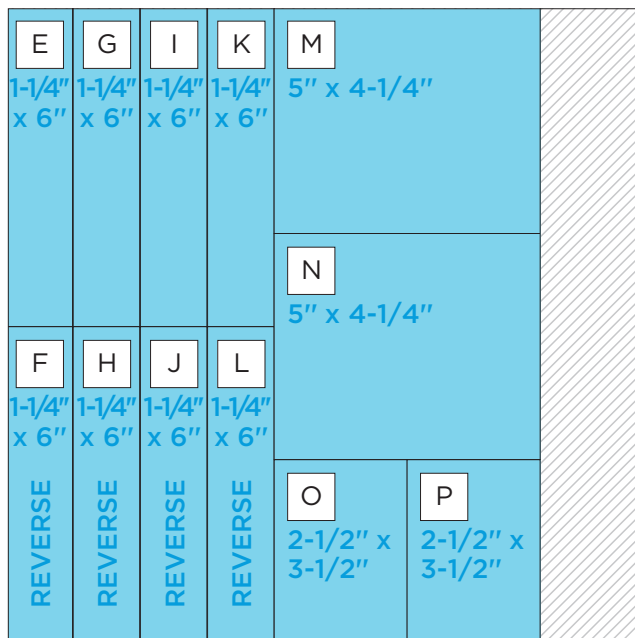 E
1-1/4"
x 6"
G
1-1/4"
x 6"
I
1-1/4"
x 6"
K
1-1/4"
x 6"
M
5" x 4-1/4"
N
5" x 4-1/4"
F
1-1/4"
x 6"
REVERSE
H
1-1/4"
x 6"
REVERSE
J
1-1/4"
x 6"
REVERSE
L
1-1/4"
x 6"
REVERSE
O
2-1/2" x
3-1/2"
P
2-1/2" x
3-1/2"